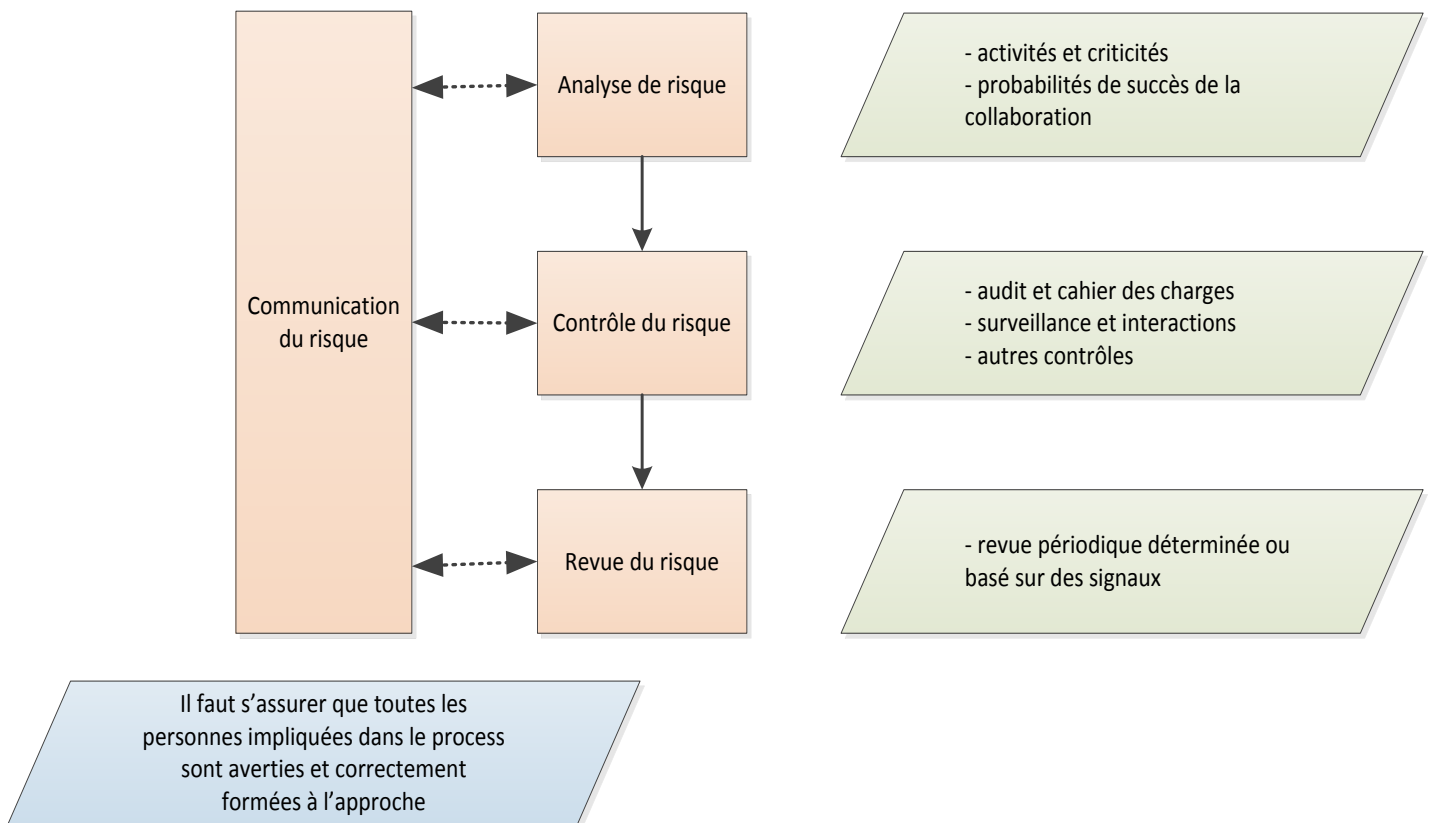 Communication
du risque
Analyse de risque
- activités et criticités
- probabilités de succès de la
collaboration
Contrôle du risque
- audit et cahier des charges
- surveillance et interactions
- autres contrôles
Revue du risque
- revue périodique déterminée ou
basé sur des signaux
Il faut s’assurer que toutes les
personnes impliquées dans le process
sont averties et correctement
formées à l’approche